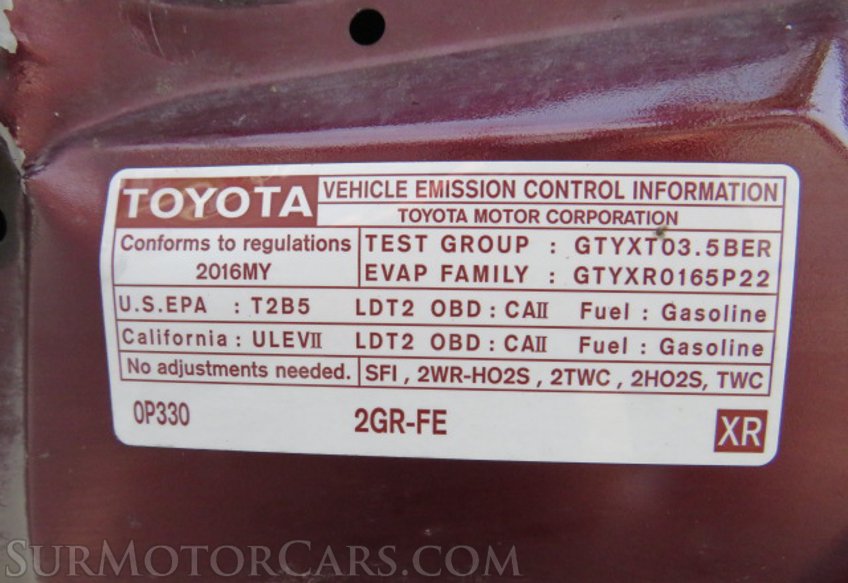 TOYOTA VEHICLE EMISSION CONTROL INFORMATION
TOYOTA MOTOR CORPORATION
Conforms to regulations TEST GROUP : GTYXT03.5BER
2016MY EVAP FAMILY : GTYXR0165P22
U.S.EPA : T2B5 LDT2 OBD : CAII Fuel : Gasoline
California : ULEVII LDT2 OBD : CAII Fuel : Gasoline
No adjustments needed. SFI , 2WR-HO2S , 2TWC , 2HO2S, TWC
0P330 2GR-FE XR
SURMOTORCARS.COM